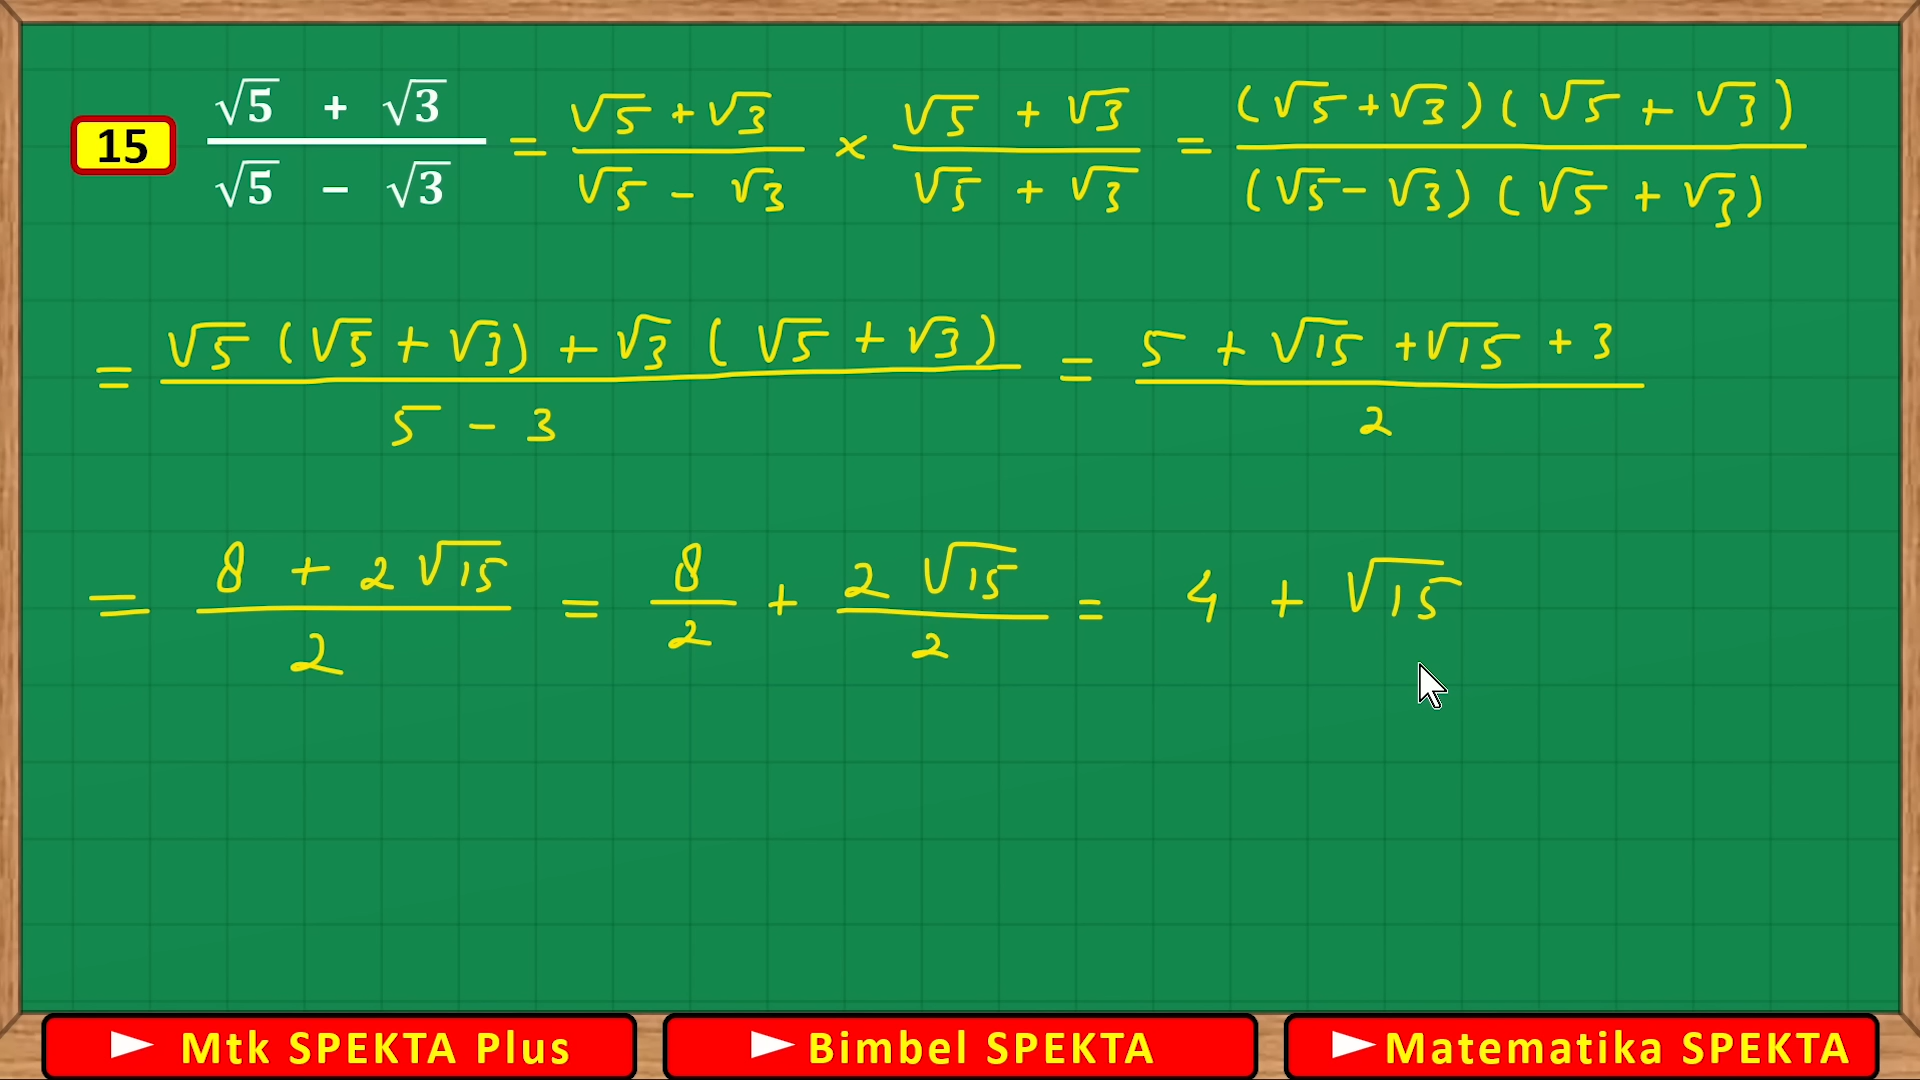 15 (√5 + √3)/(√5 − √3) = (√5 + √3)/(√5 − √3) × (√5 + √3)/(√5 + √3) = ((√5 + √3)(√5 + √3))/((√5 − √3)(√5 + √3))
= (√5 (√5 + √3) + √3 (√5 + √3))/(5 − 3) = (5 + √15 + √15 + 3)/2
= (8 + 2√15)/2 = 8/2 + (2√15)/2 = 4 + √15
Mtk SPEKTA Plus
Bimbel SPEKTA
Matematika SPEKTA